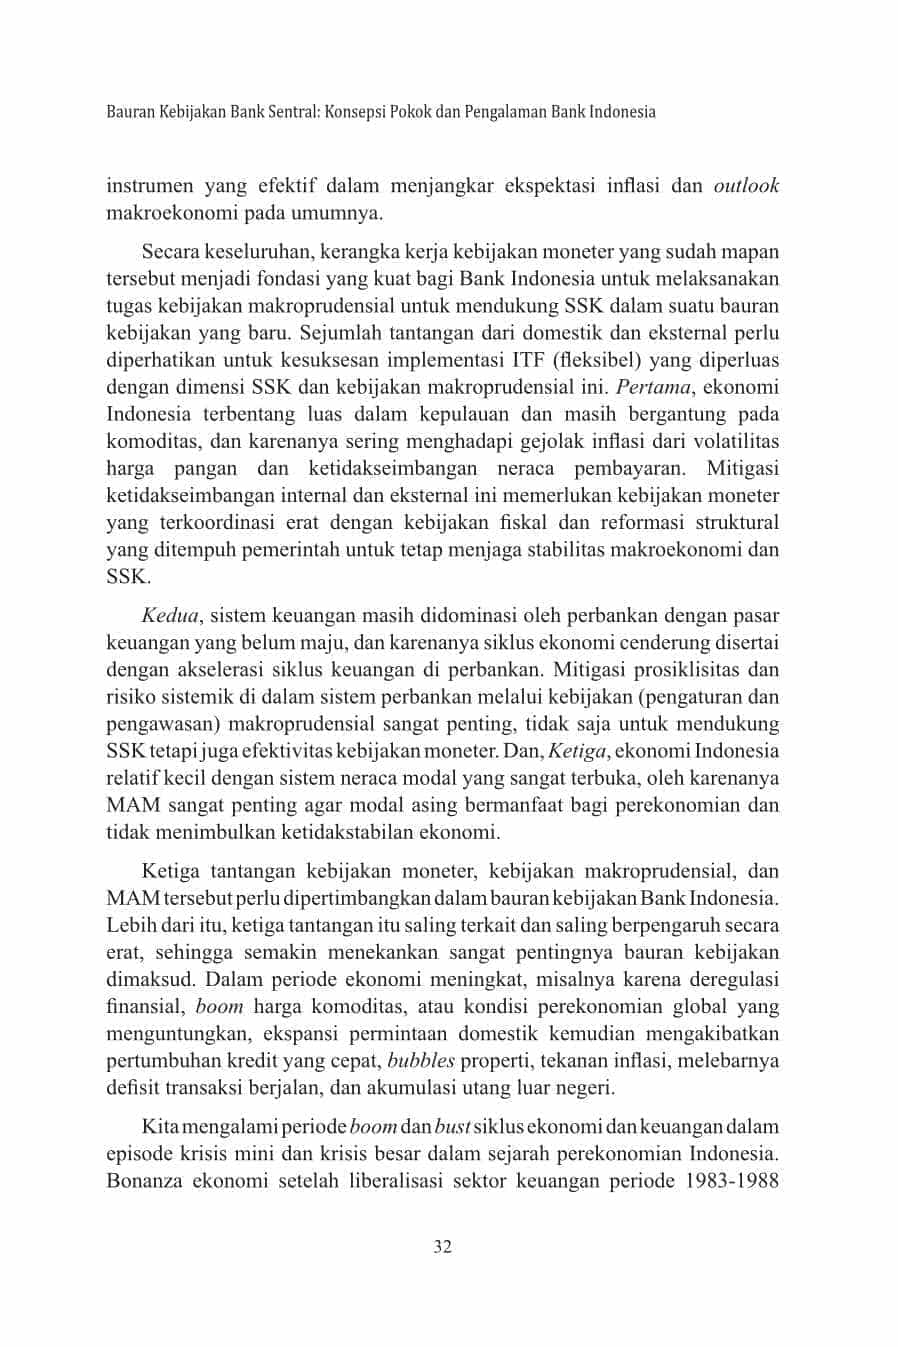 Bauran Kebijakan Bank Sentral: Konsepsi Pokok dan Pengalaman Bank Indonesia
instrumen yang efektif dalam menjangkar ekspektasi inflasi dan outlook
makroekonomi pada umumnya.
Secara keseluruhan, kerangka kerja kebijakan moneter yang sudah mapan
tersebut menjadi fondasi yang kuat bagi Bank Indonesia untuk melaksanakan
tugas kebijakan makroprudensial untuk mendukung SSK dalam suatu bauran
kebijakan yang baru. Sejumlah tantangan dari domestik dan eksternal perlu
diperhatikan untuk kesuksesan implementasi ITF (fleksibel) yang diperluas
dengan dimensi SSK dan kebijakan makroprudensial ini. Pertama, ekonomi
Indonesia terbentang luas dalam kepulauan dan masih bergantung pada
komoditas, dan karenanya sering menghadapi gejolak inflasi dari volatilitas
harga pangan dan ketidakseimbangan neraca pembayaran. Mitigasi
ketidakseimbangan internal dan eksternal ini memerlukan kebijakan moneter
yang terkoordinasi erat dengan kebijakan fiskal dan reformasi struktural
yang ditempuh pemerintah untuk tetap menjaga stabilitas makroekonomi dan
SSK.
Kedua, sistem keuangan masih didominasi oleh perbankan dengan pasar
keuangan yang belum maju, dan karenanya siklus ekonomi cenderung disertai
dengan akselerasi siklus keuangan di perbankan. Mitigasi prosiklisitas dan
risiko sistemik di dalam sistem perbankan melalui kebijakan (pengaturan dan
pengawasan) makroprudensial sangat penting, tidak saja untuk mendukung
SSK tetapi juga efektivitas kebijakan moneter. Dan, Ketiga, ekonomi Indonesia
relatif kecil dengan sistem neraca modal yang sangat terbuka, oleh karenanya
MAM sangat penting agar modal asing bermanfaat bagi perekonomian dan
tidak menimbulkan ketidakstabilan ekonomi.
Ketiga tantangan kebijakan moneter, kebijakan makroprudensial, dan
MAM tersebut perlu dipertimbangkan dalam bauran kebijakan Bank Indonesia.
Lebih dari itu, ketiga tantangan itu saling terkait dan saling berpengaruh secara
erat, sehingga semakin menekankan sangat pentingnya bauran kebijakan
dimaksud. Dalam periode ekonomi meningkat, misalnya karena deregulasi
finansial, boom harga komoditas, atau kondisi perekonomian global yang
menguntungkan, ekspansi permintaan domestik kemudian mengakibatkan
pertumbuhan kredit yang cepat, bubbles properti, tekanan inflasi, melebarnya
defisit transaksi berjalan, dan akumulasi utang luar negeri.
Kita mengalami periode boom dan bust siklus ekonomi dan keuangan dalam
episode krisis mini dan krisis besar dalam sejarah perekonomian Indonesia.
Bonanza ekonomi setelah liberalisasi sektor keuangan periode 1983-1988
32